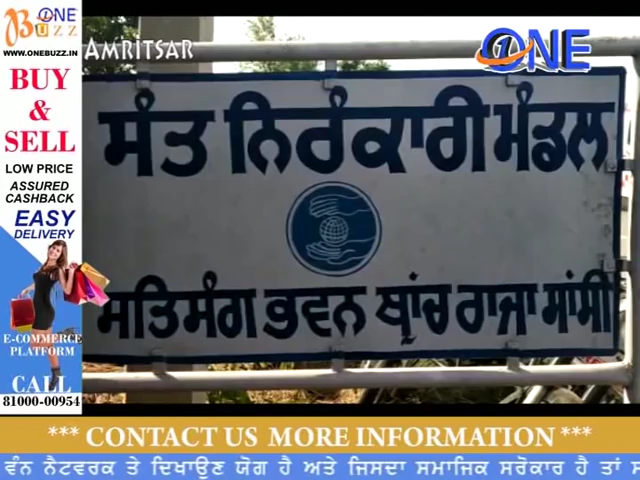 ONE
BUZZ
WWW.ONEBUZZ.IN
BUY
&
SELL
LOW PRICE
ASSURED
CASHBACK
EASY
DELIVERY
E-COMMERCE
PLATFORM
CALL
81000-00954
AMRITSAR
ONE
ਸੰਤ ਨਿਰੰਕਾਰੀ ਮੰਡਲ
ਸਤਿਸੰਗ ਭਵਨ ਬ੍ਰਾਂਚ ਰਾਜਾ ਸਾਂਸੀ
*** CONTACT US MORE INFORMATION ***
ਵੰਨ ਨੈਟਵਰਕ ਤੇ ਦਿਖਾਉਣ ਯੋਗ ਹੈ ਅਤੇ ਜਿਸਦਾ ਸਮਾਜਿਕ ਸਰੋਕਾਰ ਹੈ ਤਾਂ ਸ